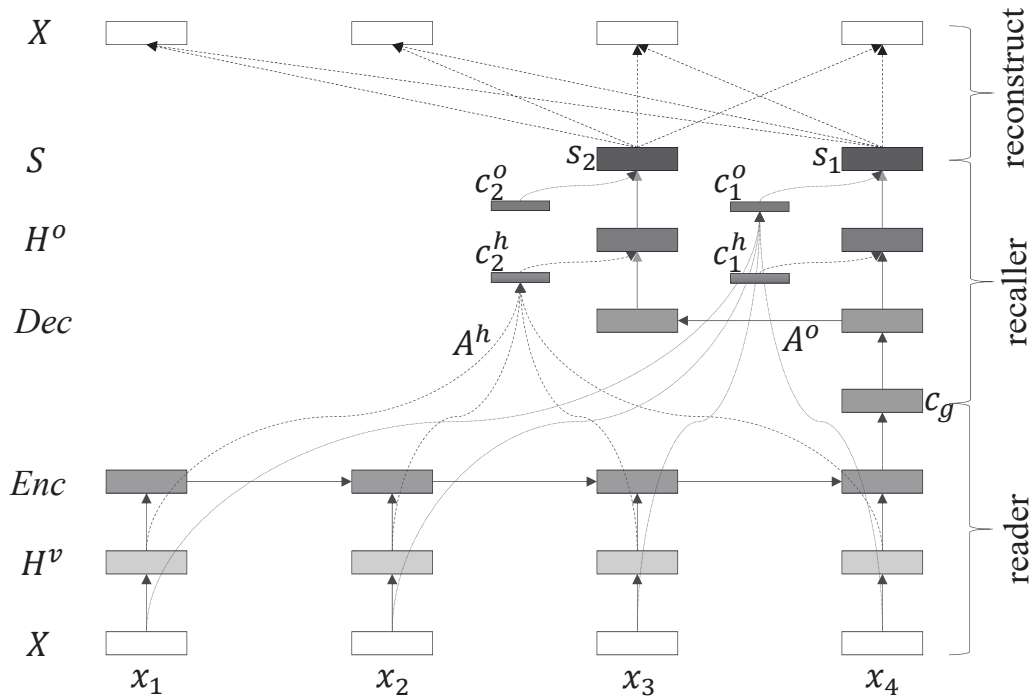 X
reconstruct
S
s₂
s₁
c₂ᵒ
c₁ᵒ
Hᵒ
c₂ʰ
c₁ʰ
recaller
Dec
Aʰ
Aᵒ
c_g
Enc
reader
Hᵛ
X
x₁
x₂
x₃
x₄